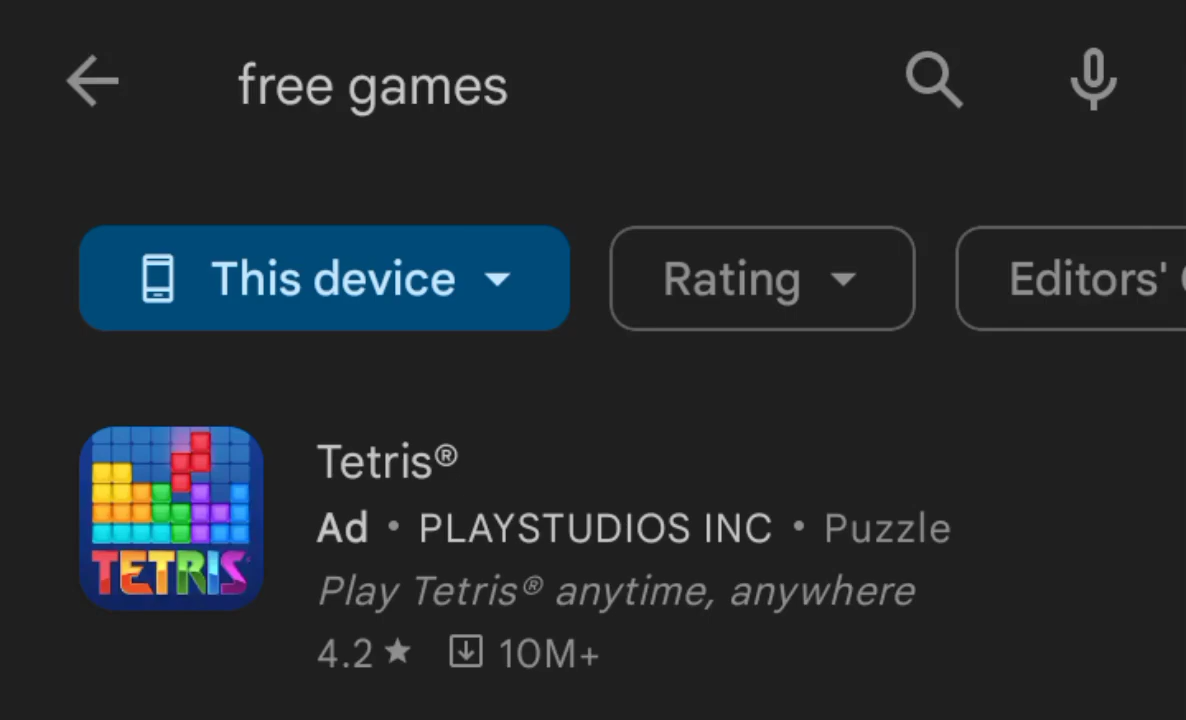 free games
This device
Rating
Editors'
Tetris®
Ad • PLAYSTUDIOS INC • Puzzle
Play Tetris® anytime, anywhere
4.2★ 10M+
TETRIS